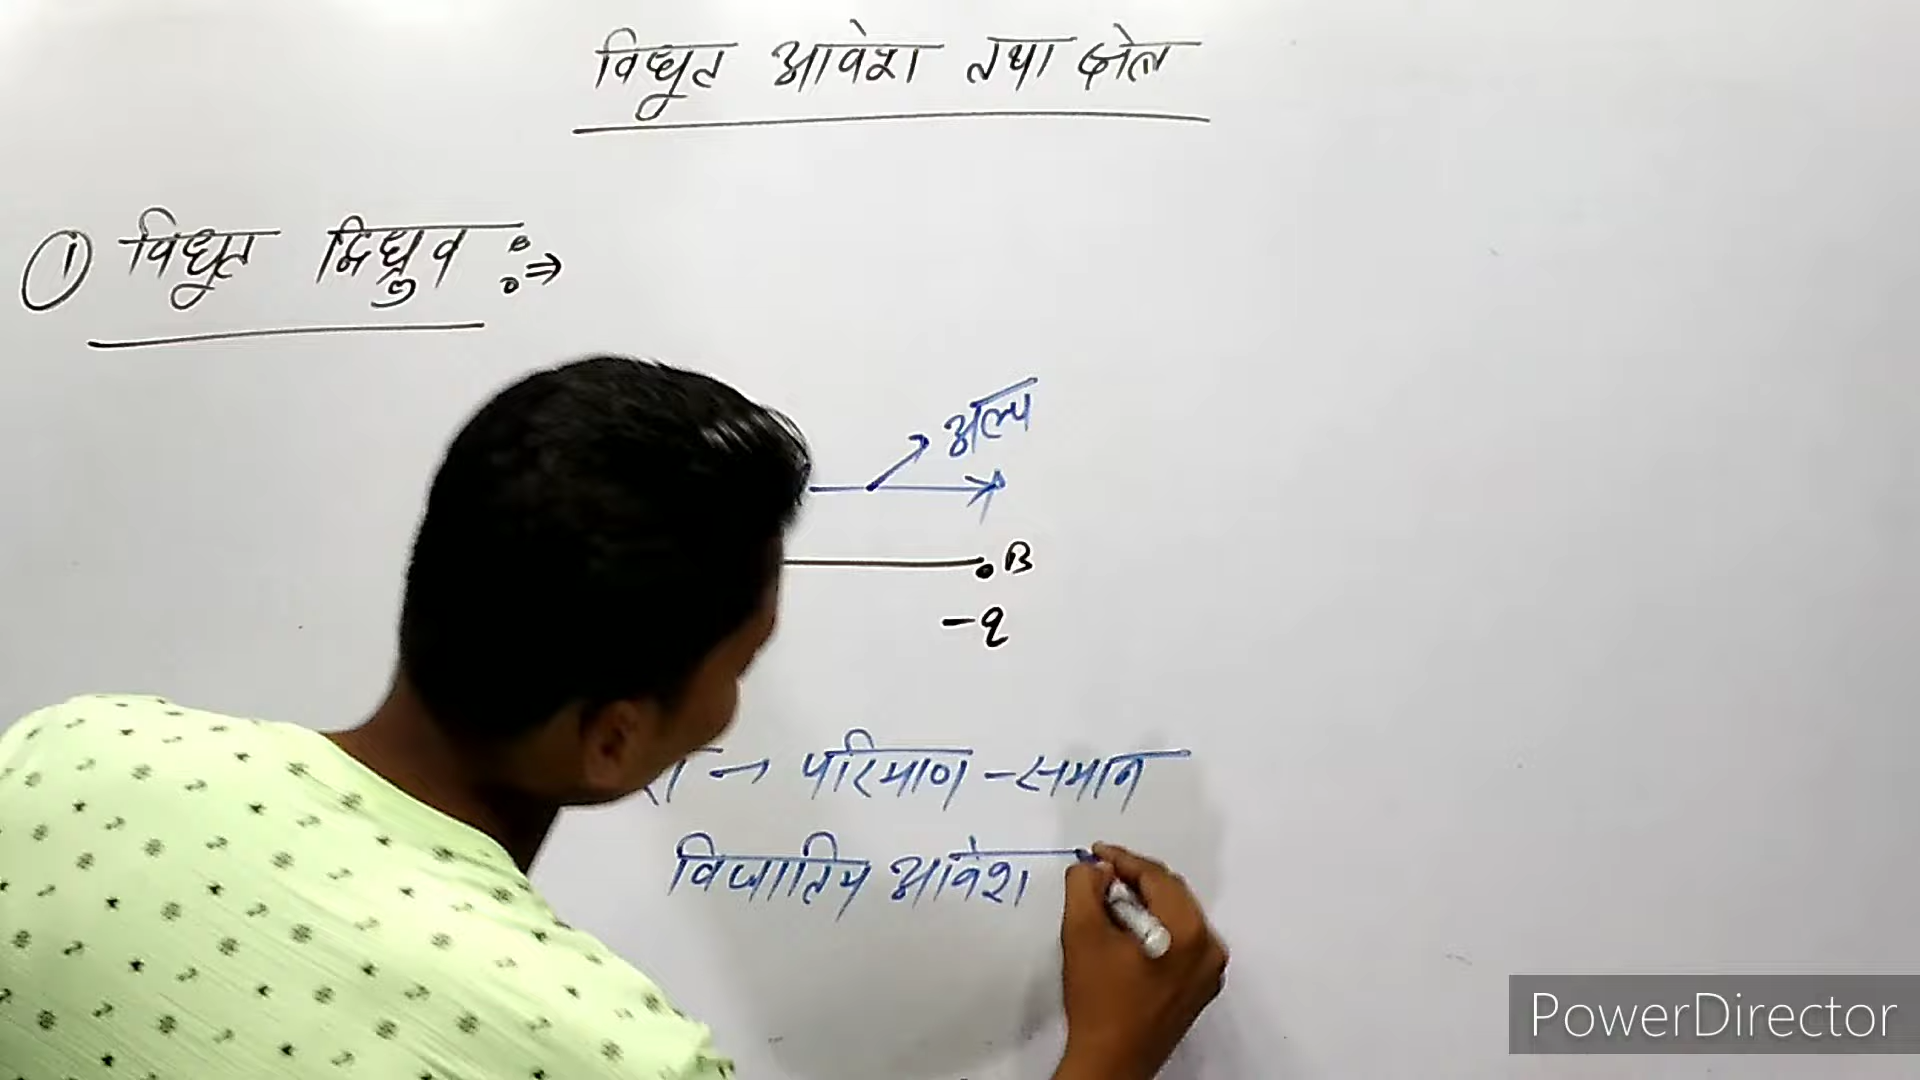 विधुत आवेश तथा क्षेत्र
① विधुत द्विध्रुव :⇒
अल्प
B
-q
→ परिमाण - समान
विजातिय आवेश
PowerDirector